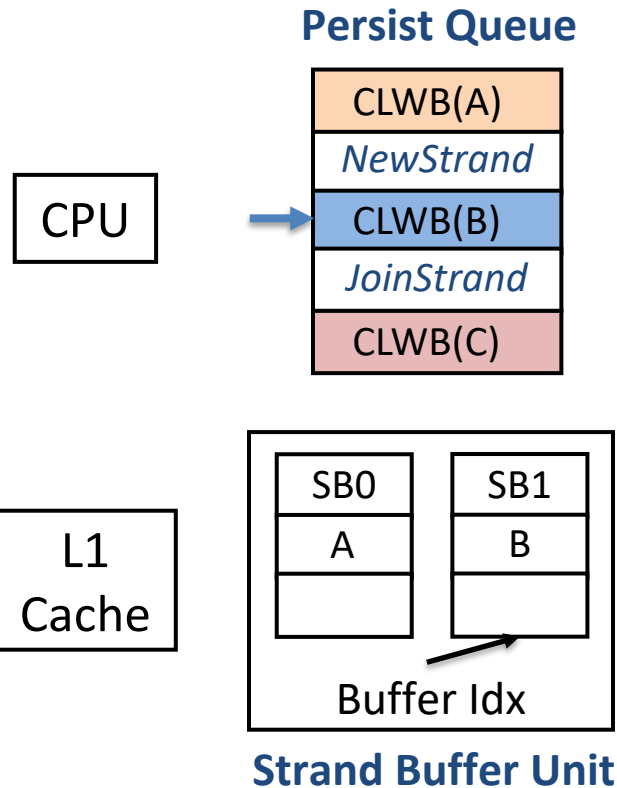 Persist Queue
CLWB(A)
NewStrand
CPU
CLWB(B)
JoinStrand
CLWB(C)
L1
Cache
SB0
SB1
A
B
Buffer Idx
Strand Buffer Unit